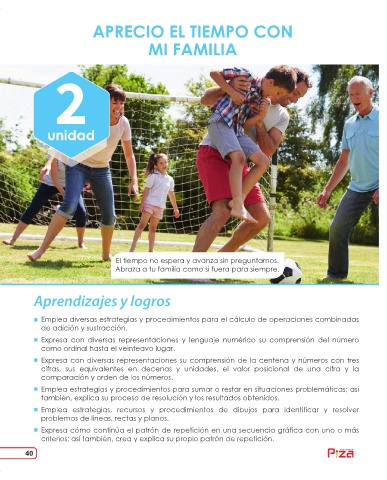 APRECIO EL TIEMPO CON
MI FAMILIA
2
unidad
El tiempo no espera y avanza sin preguntarnos.
Abraza a tu familia como si fuera para siempre.
Aprendizajes y logros
Emplea diversas estrategias y procedimientos para el cálculo de operaciones combinadas
de adición y sustracción.
Expresa con diversas representaciones y lenguaje numérico su comprensión del número
como ordinal hasta el veinteavo lugar.
Expresa con diversas representaciones su comprensión de la centena y números con tres
cifras, sus equivalentes en decenas y unidades, el valor posicional de una cifra y la
comparación y orden de los números.
Emplea estrategias y procedimientos para sumar o restar en situaciones problemáticas; así
también, explica su proceso de resolución y los resultados obtenidos.
Emplea estrategias, recursos y procedimientos de dibujos para identificar y resolver
problemas de líneas, rectas y planos.
Expresa cómo continúa el patrón de repetición en una secuencia gráfica con uno o más
criterios; así también, crea y explica su propio patrón de repetición.
40
Piza